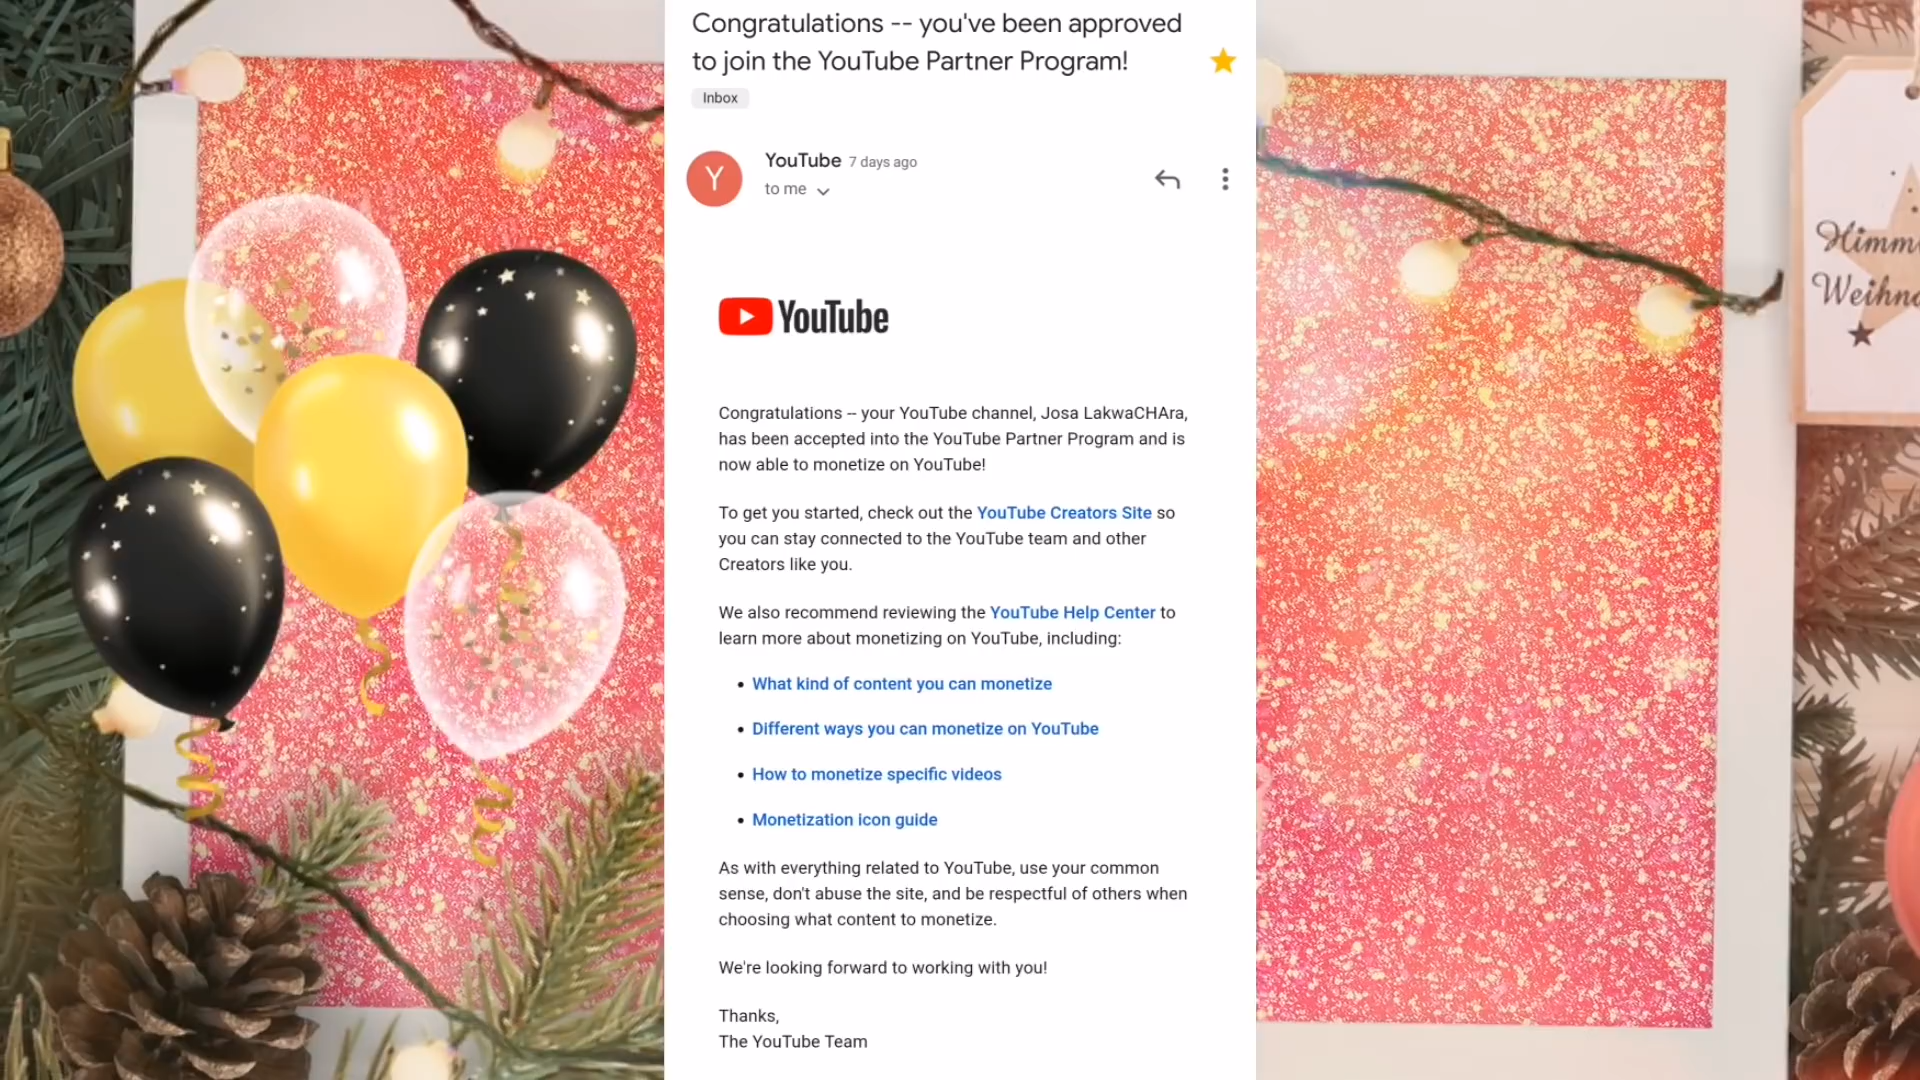 Congratulations -- you've been approved
to join the YouTube Partner Program!
Inbox
Y
YouTube 7 days ago
to me
YouTube
Congratulations – your YouTube channel, Josa LakwaCHAra,
has been accepted into the YouTube Partner Program and is
now able to monetize on YouTube!
To get you started, check out the YouTube Creators Site so
you can stay connected to the YouTube team and other
Creators like you.
We also recommend reviewing the YouTube Help Center to
learn more about monetizing on YouTube, including:
• What kind of content you can monetize
• Different ways you can monetize on YouTube
• How to monetize specific videos
• Monetization icon guide
As with everything related to YouTube, use your common
sense, don't abuse the site, and be respectful of others when
choosing what content to monetize.
We're looking forward to working with you!
Thanks,
The YouTube Team